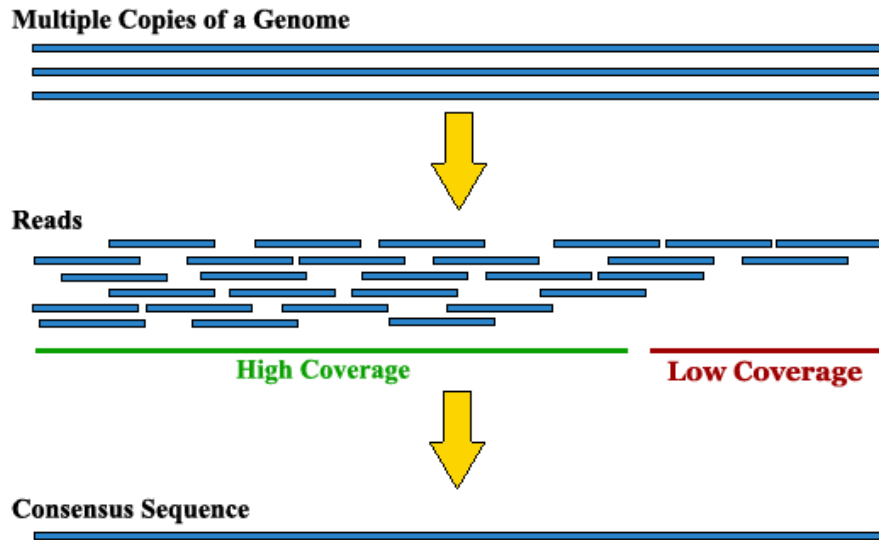 Multiple Copies of a Genome
Reads
High Coverage
Low Coverage
Consensus Sequence